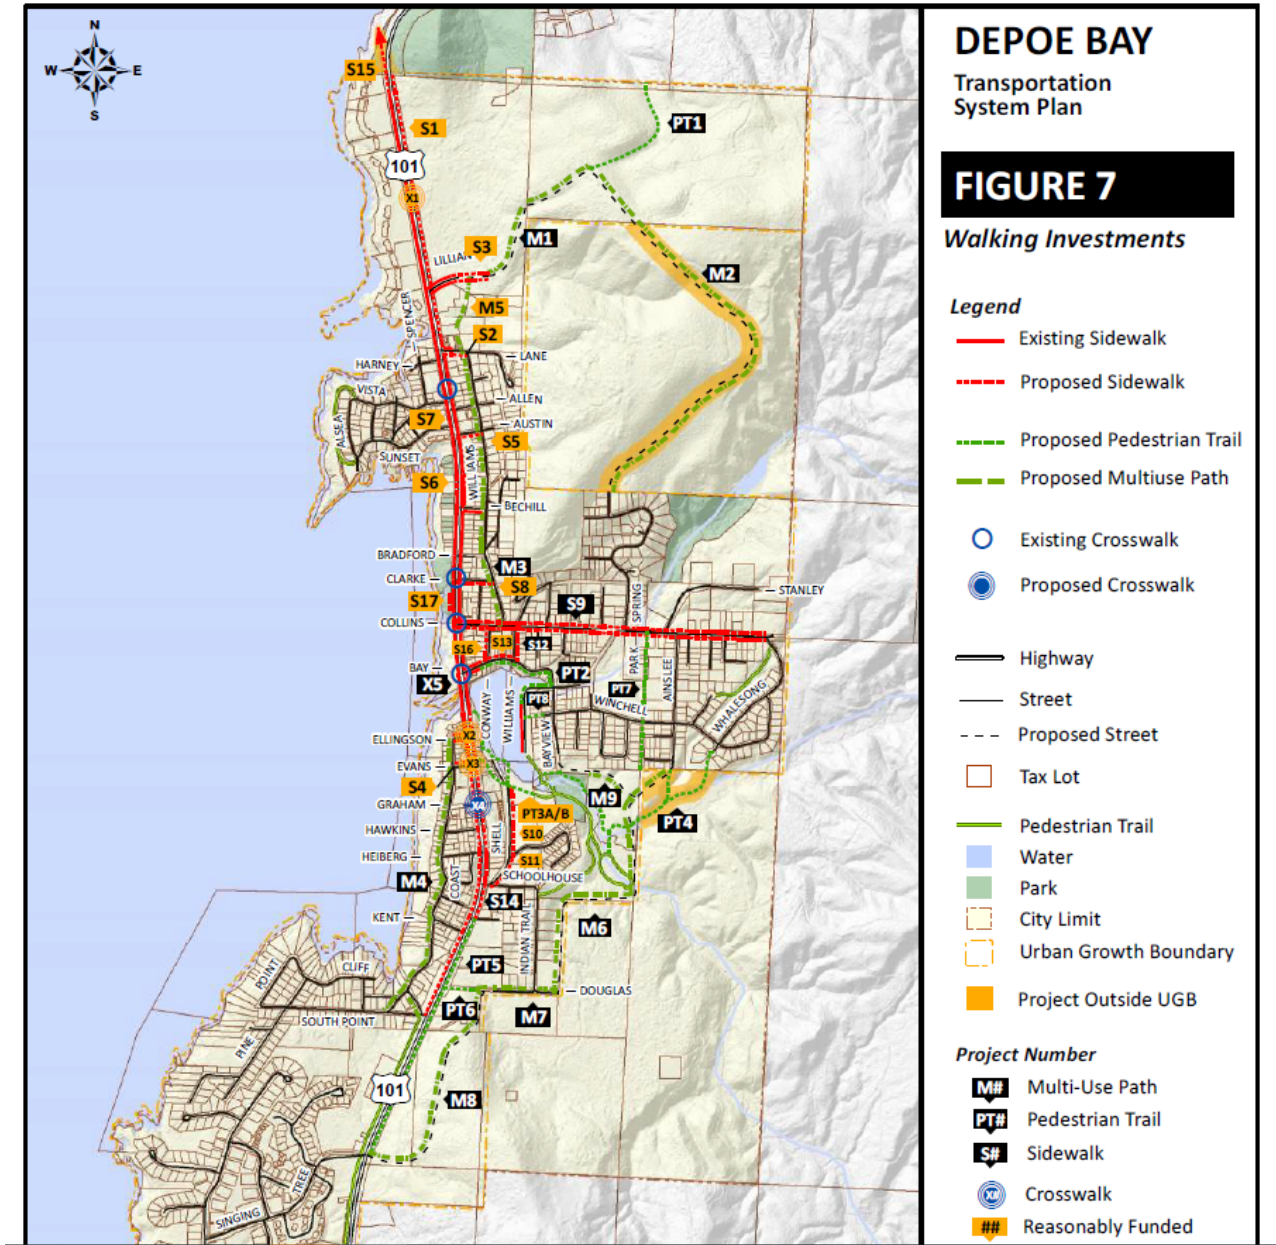 N
W
E
S
S15
S1
101
X1
PT1
M1
S3
LILLIAN
M2
SPENCER
M5
S2
LANE
HARNEY
VISTA
ALLEN
S7
AUSTIN
ALSEA
S5
SUNSET
WILLIAMS
S6
BECHILL
BRADFORD
M3
CLARKE
S8
STANLEY
S17
S9
SPRING
COLLINS
S16
S13
S12
PARK
BAY
X5
PT2
PT7
AINSLEE
PT8
WINCHELL
WHALESONG
CONWAY
WILLIAMS
BAYVIEW
X2
ELLINGSON
EVANS
X3
S4
M9
GRAHAM
X4
PT3A/B
PT4
HAWKINS
SHELL
S10
HEIBERG
S11
M4
COAST
SCHOOLHOUSE
S14
KENT
INDIAN TRAIL
M6
POINT
CLIFF
PT5
DOUGLAS
PT6
M7
SOUTH POINT
PINE
101
M8
TREE
SINGING
DEPOE BAY
Transportation
System Plan
FIGURE 7
Walking Investments
Legend
Existing Sidewalk
Proposed Sidewalk
Proposed Pedestrian Trail
Proposed Multiuse Path
Existing Crosswalk
Proposed Crosswalk
Highway
Street
Proposed Street
Tax Lot
Pedestrian Trail
Water
Park
City Limit
Urban Growth Boundary
Project Outside UGB
Project Number
M# Multi-Use Path
PT# Pedestrian Trail
S# Sidewalk
X# Crosswalk
## Reasonably Funded